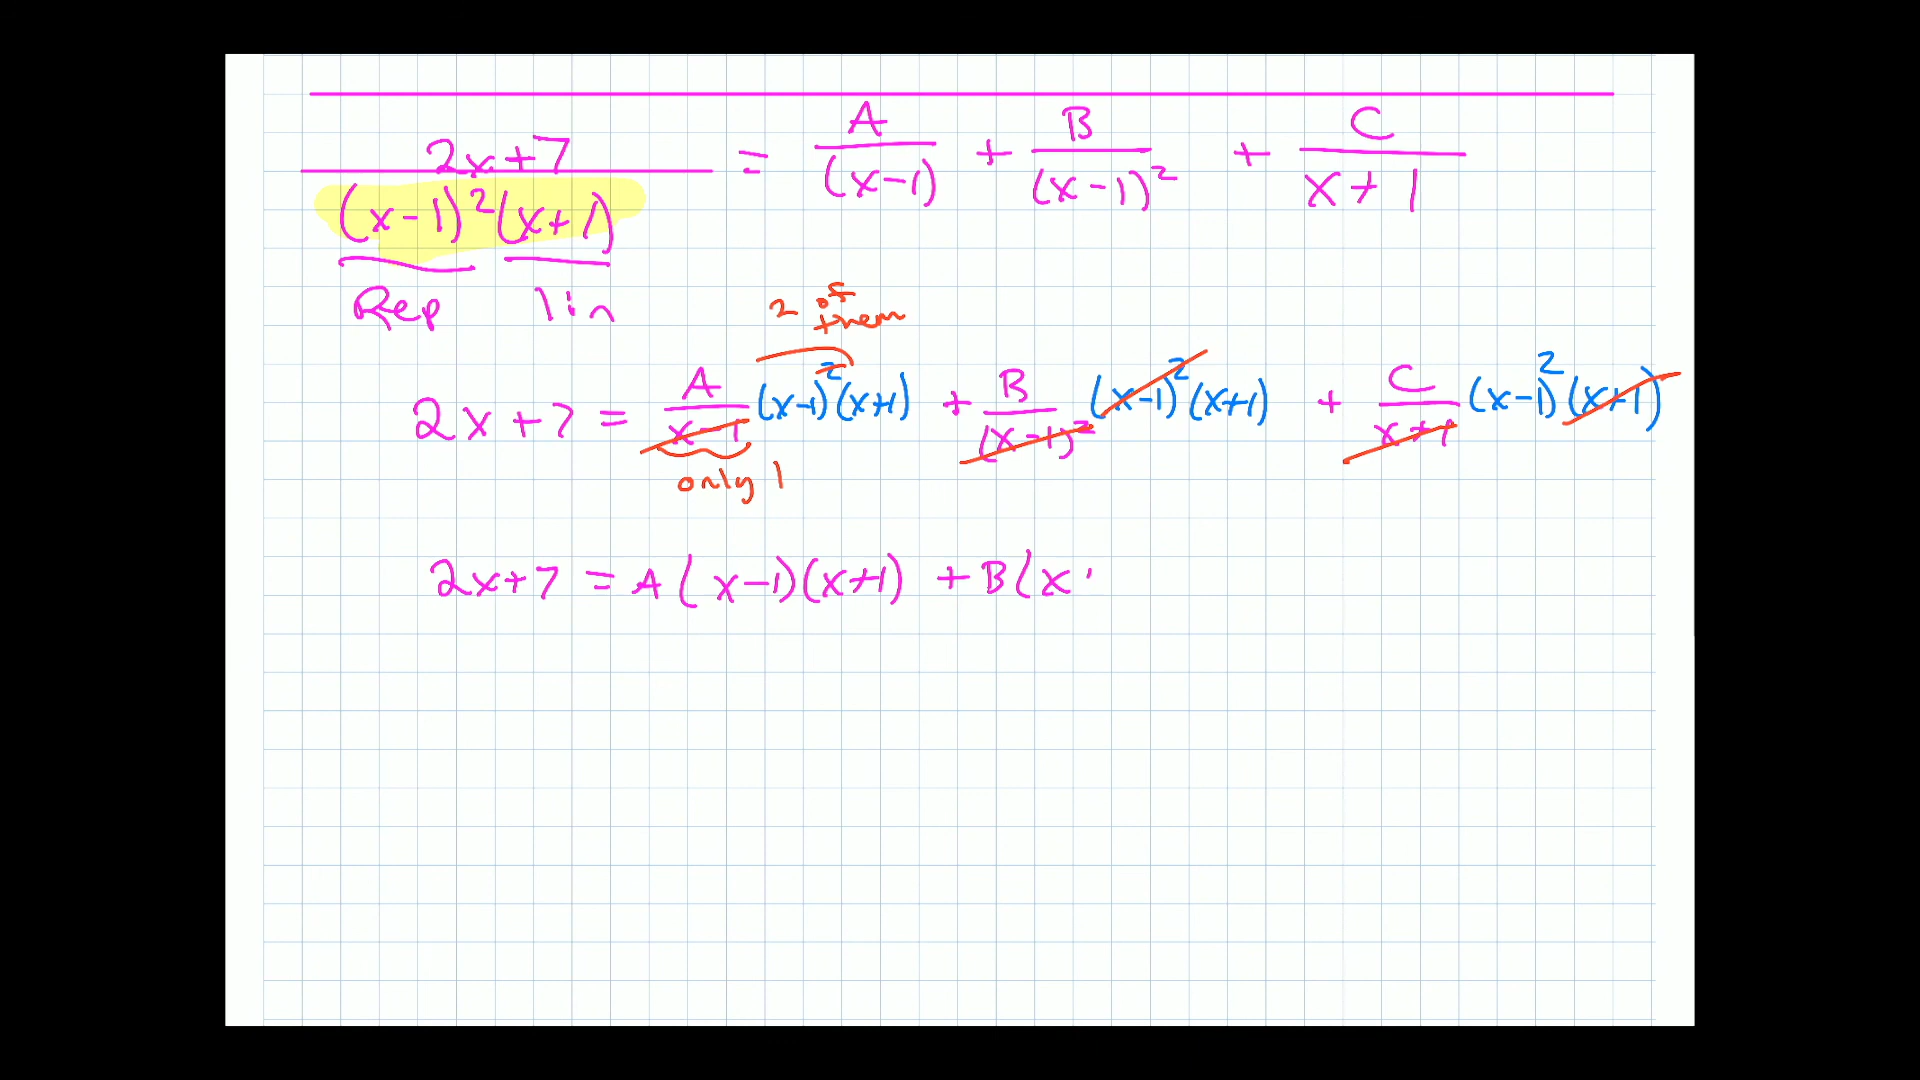 2x+7 / (x-1)²(x+1) = A/(x-1) + B/(x-1)² + C/(x+1)
Rep lin
2 of them
2x+7 = A/(x-1) (x-1)²(x+1) + B/(x-1)² (x-1)²(x+1) + C/(x+1) (x-1)²(x+1)
only 1
2x+7 = A(x-1)(x+1) + B(x